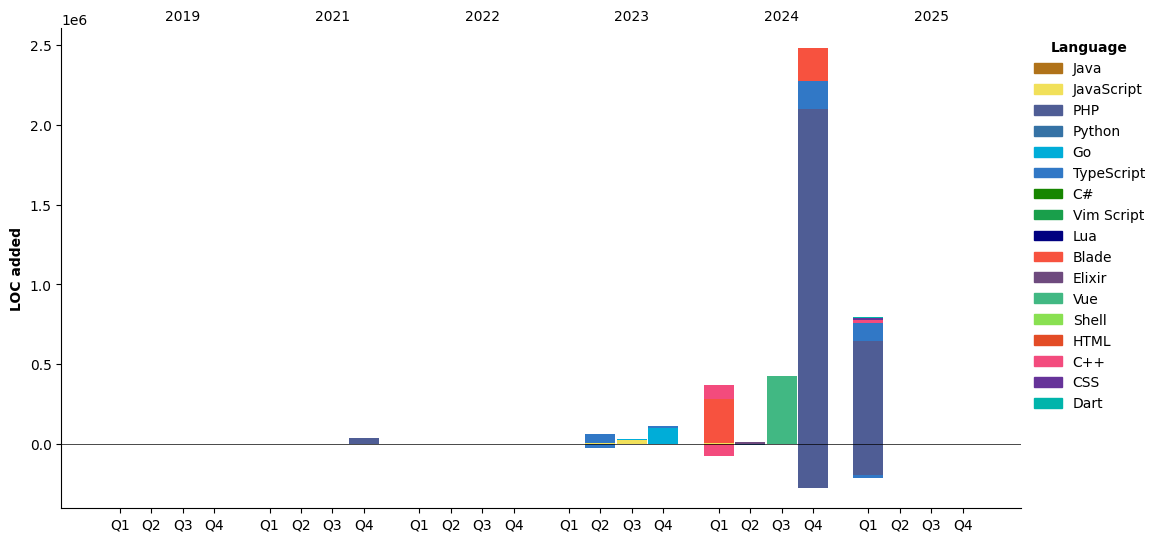 1e6
2019 2021 2022 2023 2024 2025
LOC added
2.5
2.0
1.5
1.0
0.5
0.0
Q1 Q2 Q3 Q4 Q1 Q2 Q3 Q4 Q1 Q2 Q3 Q4 Q1 Q2 Q3 Q4 Q1 Q2 Q3 Q4 Q1 Q2 Q3 Q4
Language
Java
JavaScript
PHP
Python
Go
TypeScript
C#
Vim Script
Lua
Blade
Elixir
Vue
Shell
HTML
C++
CSS
Dart